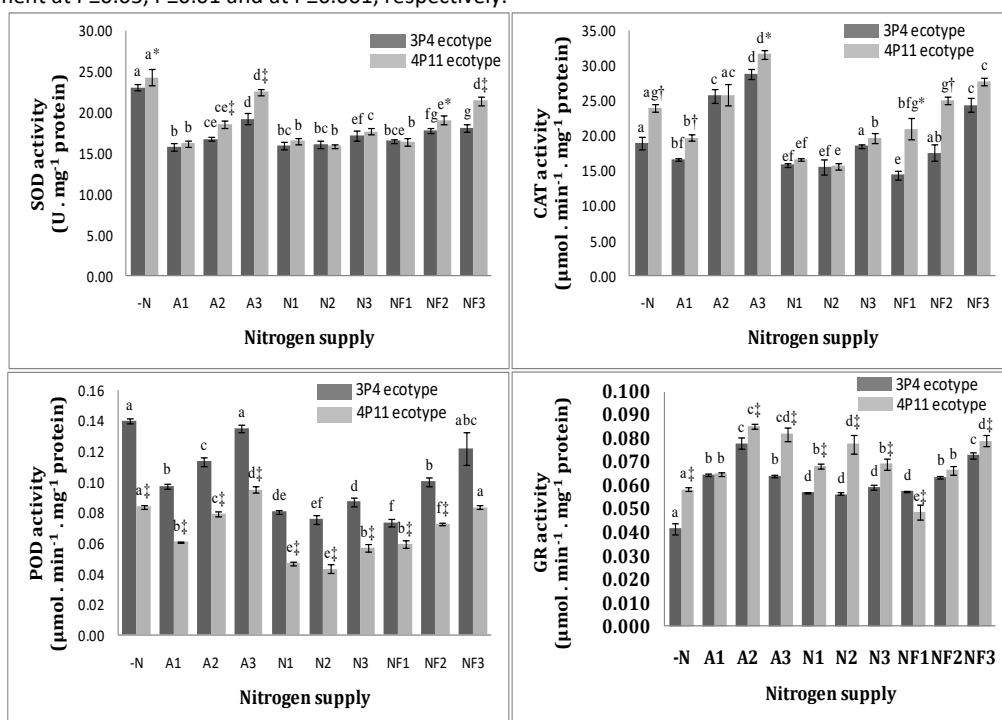 ment at P≤0.05, P≤0.01 and at P≤0.001, respectively.
30.00
25.00
20.00
15.00
10.00
5.00
0.00
SOD activity
(U . mg-1 protein)
3P4 ecotype
4P11 ecotype
a a* b b ce ce‡ d d‡ bc b bc b ef c bce b fg e* g d‡
-N A1 A2 A3 N1 N2 N3 NF1 NF2 NF3
Nitrogen supply
35.00
30.00
25.00
20.00
15.00
10.00
5.00
0.00
CAT activity
(μmol . min-1 . mg-1 protein)
3P4 ecotype
4P11 ecotype
a ag† bf b† c ac c d* ef ef ef e a b e bfg* ab g† c c
-N A1 A2 A3 N1 N2 N3 NF1 NF2 NF3
Nitrogen supply
0.16
0.14
0.12
0.10
0.08
0.06
0.04
0.02
0.00
POD activity
(μmol . min-1 . mg-1 protein)
3P4 ecotype
4P11 ecotype
a a‡ b b‡ c c‡ a d‡ de e‡ ef e‡ d b‡ f b‡ b f‡ abc a
-N A1 A2 A3 N1 N2 N3 NF1 NF2 NF3
Nitrogen supply
0.100
0.090
0.080
0.070
0.060
0.050
0.040
0.030
0.020
0.010
0.000
GR activity
(μmol . min-1 . mg-1 protein)
3P4 ecotype
4P11 ecotype
a a‡ b b c c‡ b cd‡ d b‡ d d‡ d b‡ d e‡ b b c d‡
-N A1 A2 A3 N1 N2 N3 NF1 NF2 NF3
Nitrogen supply